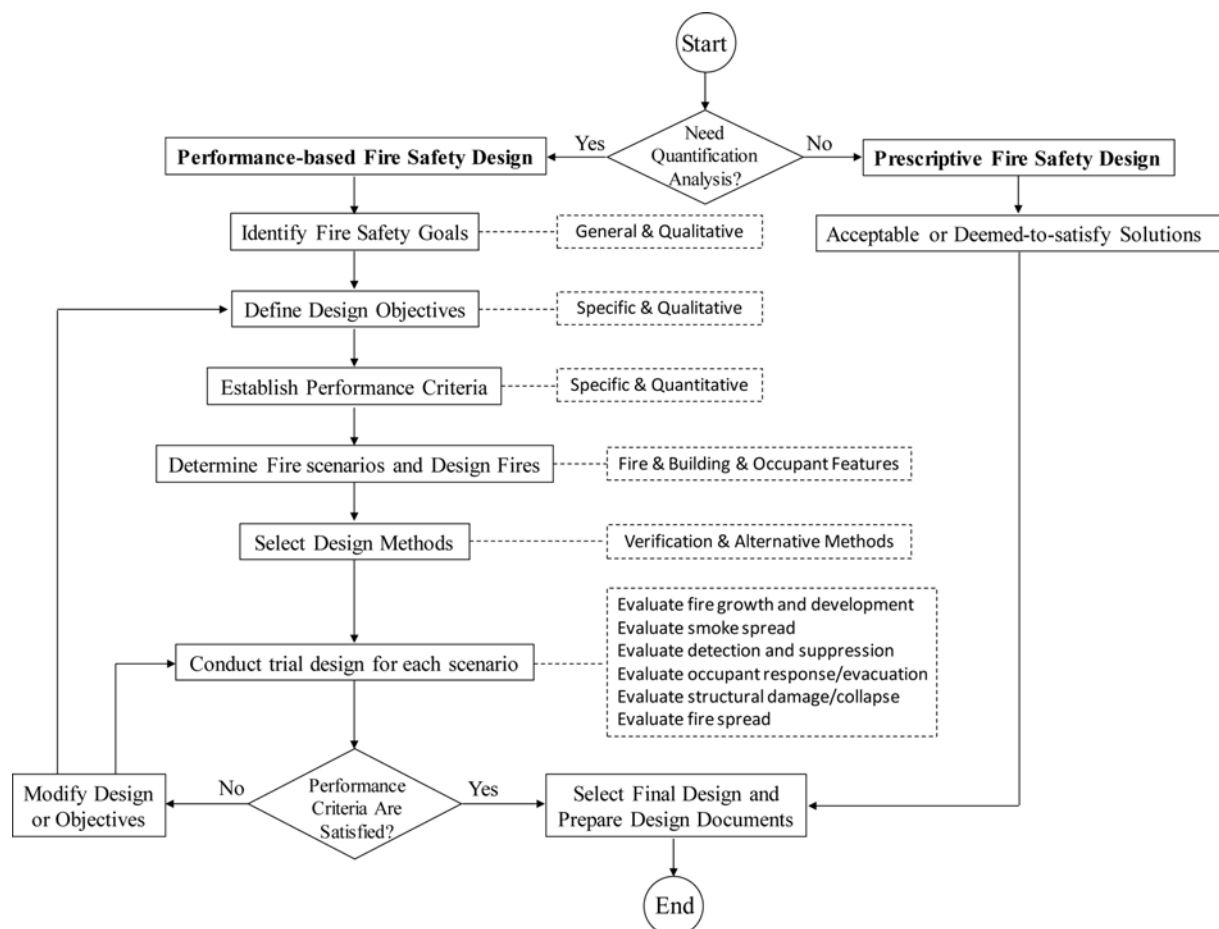 Start
Need
Quantification
Analysis?
Yes
No
Performance-based Fire Safety Design
Prescriptive Fire Safety Design
Identify Fire Safety Goals
General & Qualitative
Acceptable or Deemed-to-satisfy Solutions
Define Design Objectives
Specific & Qualitative
Establish Performance Criteria
Specific & Quantitative
Determine Fire scenarios and Design Fires
Fire & Building & Occupant Features
Select Design Methods
Verification & Alternative Methods
Conduct trial design for each scenario
Evaluate fire growth and development
Evaluate smoke spread
Evaluate detection and suppression
Evaluate occupant response/evacuation
Evaluate structural damage/collapse
Evaluate fire spread
Modify Design
or Objectives
No
Performance
Criteria Are
Satisfied?
Yes
Select Final Design and
Prepare Design Documents
End